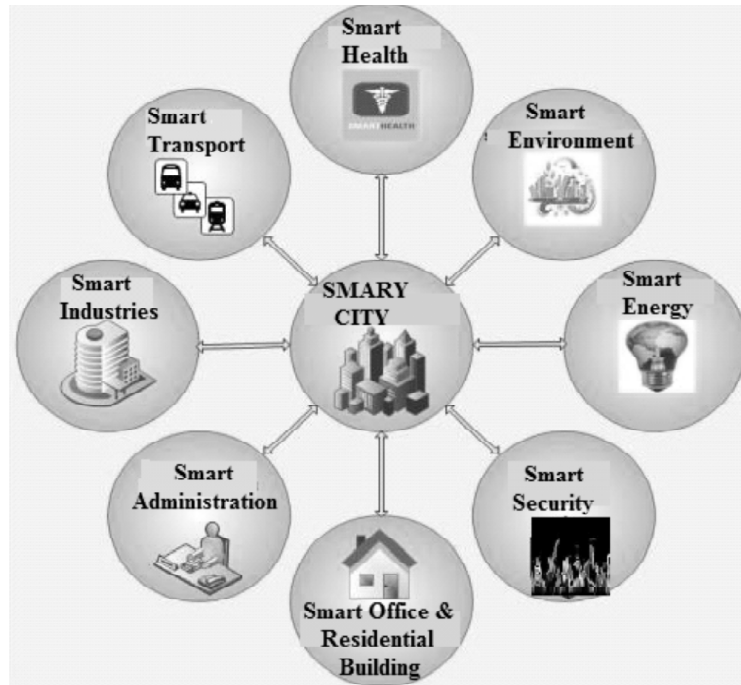 Smart
Health
SMARTHEALTH
Smart
Transport
Smart
Environment
Smart
Industries
SMARY
CITY
Smart
Energy
Smart
Administration
Smart
Security
Smart Office &
Residential
Building